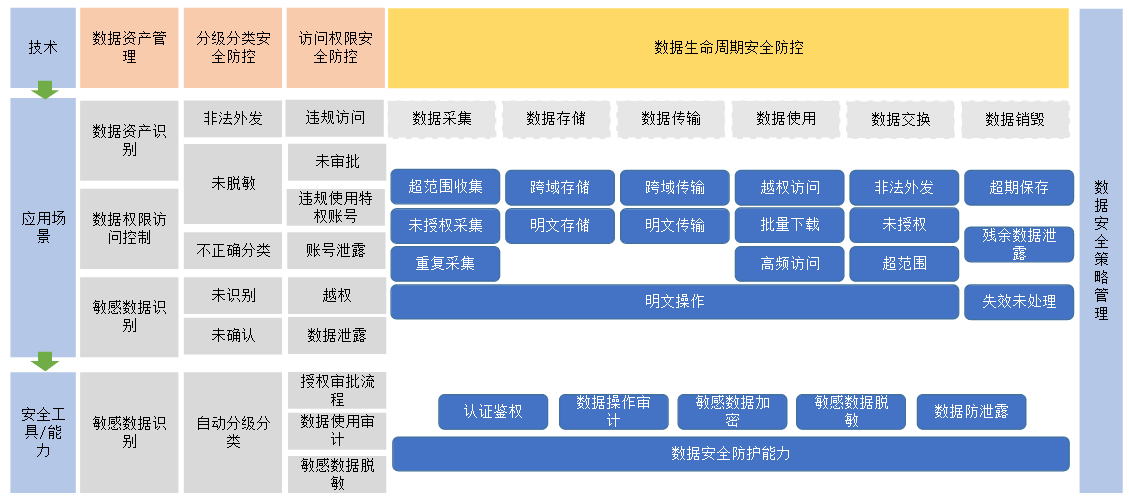 技术
数据资产管
理
分级分类安
全防控
访问权限安
全防控
数据生命周期安全防控
应用场
景
数据资产识
别
数据权限访
问控制
敏感数据识
别
非法外发
未脱敏
不正确分类
未识别
未确认
违规访问
未审批
违规使用特
权账号
账号泄露
越权
数据泄露
数据采集
数据存储
数据传输
数据使用
数据交换
数据销毁
超范围收集
跨域存储
跨域传输
越权访问
非法外发
超期保存
未授权采集
明文存储
明文传输
批量下载
未授权
残余数据泄
露
重复采集
高频访问
超范围
明文操作
失效未处理
安全工
具/能
力
敏感数据识
别
自动分级分
类
授权审批流
程
数据使用审
计
敏感数据脱
敏
认证鉴权
数据操作审
计
敏感数据加
密
敏感数据脱
敏
数据防泄露
数据安全防护能力
数据安全策略管理